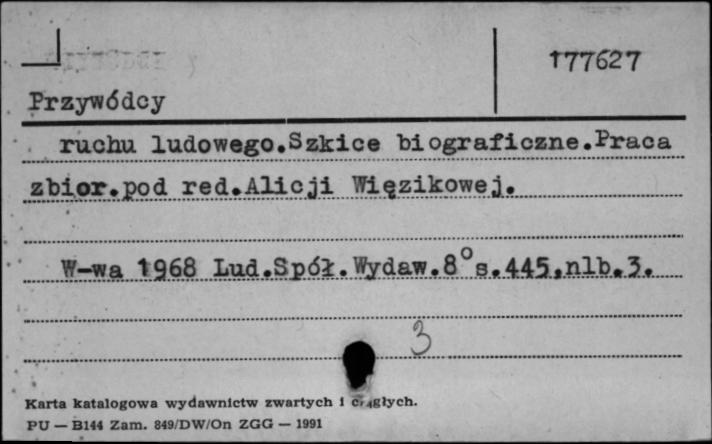 177627
Przywódcy
ruchu ludowego.Szkice biograficzne.Praca
zbior.pod red.Alicji Więzikowej.
W-wa 1968 Lud.Spół.Wydaw.8° s.445,nlb.3.
3
Karta katalogowa wydawnictw zwartych i ciągłych.
PU — B144 Zam. 849/DW/On ZGG — 1991